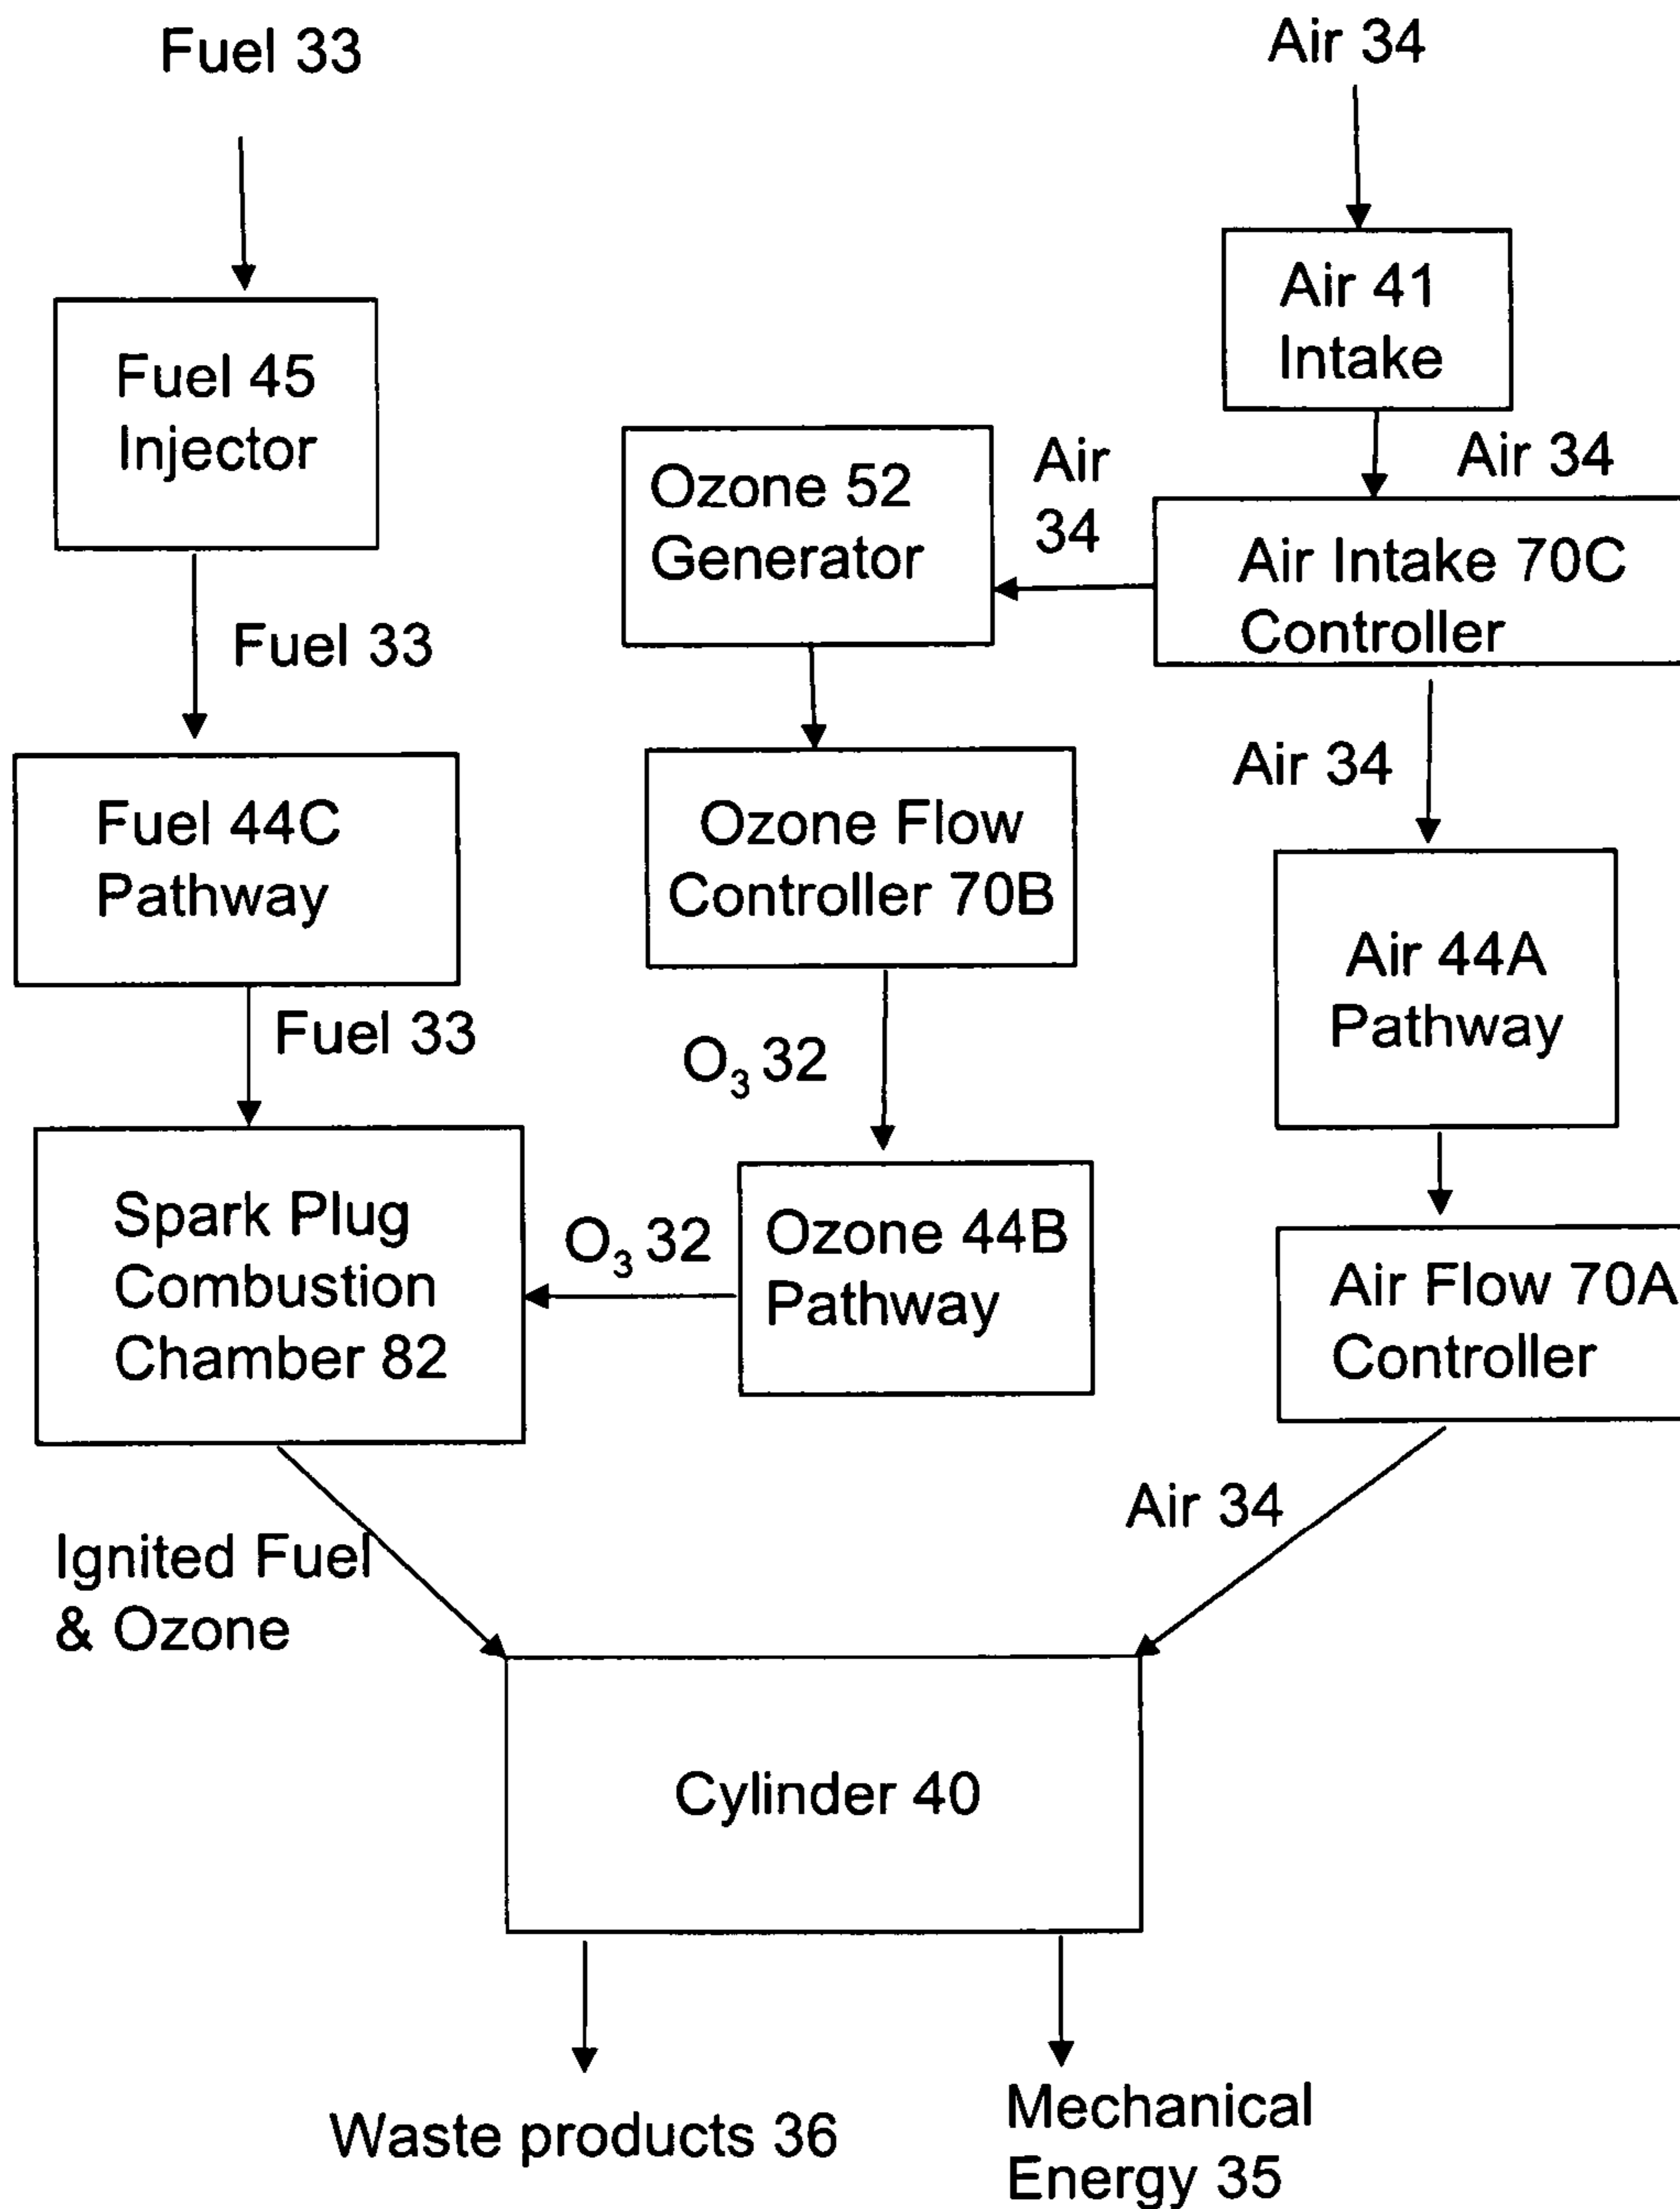 Fuel 33
Air 34
Air 41
Intake
Fuel 45
Injector
Air 34
Ozone 52
Generator
Air
34
Air Intake 70C
Controller
Fuel 33
Air 34
Fuel 44C
Pathway
Ozone Flow
Controller 70B
Air 44A
Pathway
Fuel 33
O₃ 32
Spark Plug
Combustion
Chamber 82
O₃ 32
Ozone 44B
Pathway
Air Flow 70A
Controller
Ignited Fuel
& Ozone
Air 34
Cylinder 40
Waste products 36
Mechanical
Energy 35